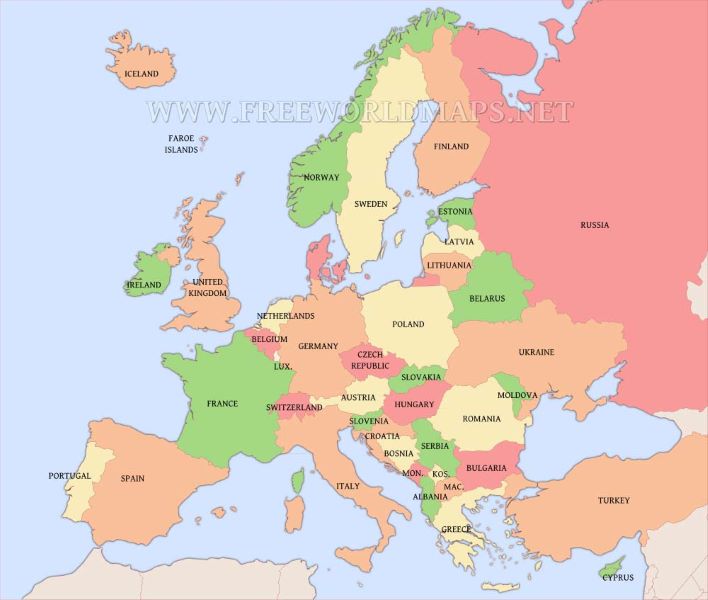 ICELAND
WWW.FREEWORLDMAPS.NET
FAROE
ISLANDS
FINLAND
NORWAY
SWEDEN
ESTONIA
RUSSIA
LATVIA
LITHUANIA
IRELAND
UNITED
KINGDOM
BELARUS
NETHERLANDS
POLAND
BELGIUM
GERMANY
UKRAINE
CZECH
REPUBLIC
LUX.
SLOVAKIA
MOLDOVA
AUSTRIA
FRANCE
SWITZERLAND
HUNGARY
ROMANIA
SLOVENIA
CROATIA
SERBIA
BOSNIA
BULGARIA
PORTUGAL
SPAIN
MON.
KOS.
ITALY
MAC.
ALBANIA
TURKEY
GREECE
CYPRUS